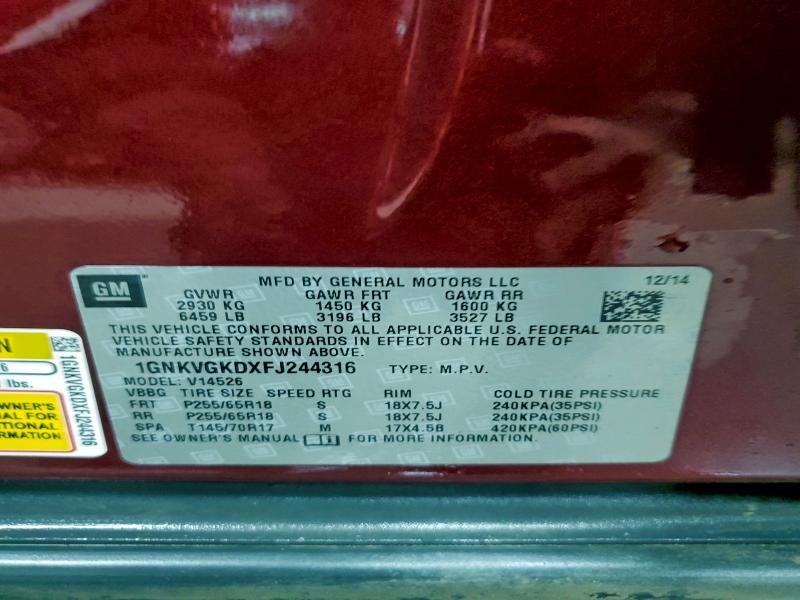 GM
MFD BY GENERAL MOTORS LLC 12/14
GVWR GAWR FRT GAWR RR
2930 KG 1450 KG 1600 KG
6459 LB 3196 LB 3527 LB
THIS VEHICLE CONFORMS TO ALL APPLICABLE U.S. FEDERAL MOTOR
VEHICLE SAFETY STANDARDS IN EFFECT ON THE DATE OF
MANUFACTURE SHOWN ABOVE.
1GNKVGKDXFJ244316 TYPE: M.P.V.
MODEL: V14526
VBBG TIRE SIZE SPEED RTG RIM COLD TIRE PRESSURE
FRT P255/65R18 S 18X7.5J 240KPA(35PSI)
RR P255/65R18 S 18X7.5J 240KPA(35PSI)
SPA T145/70R17 M 17X4.5B 420KPA(60PSI)
SEE OWNER'S MANUAL FOR MORE INFORMATION.
N
6
lbs.
OWNER'S
FOR
1GNKVGKDXFJ244316